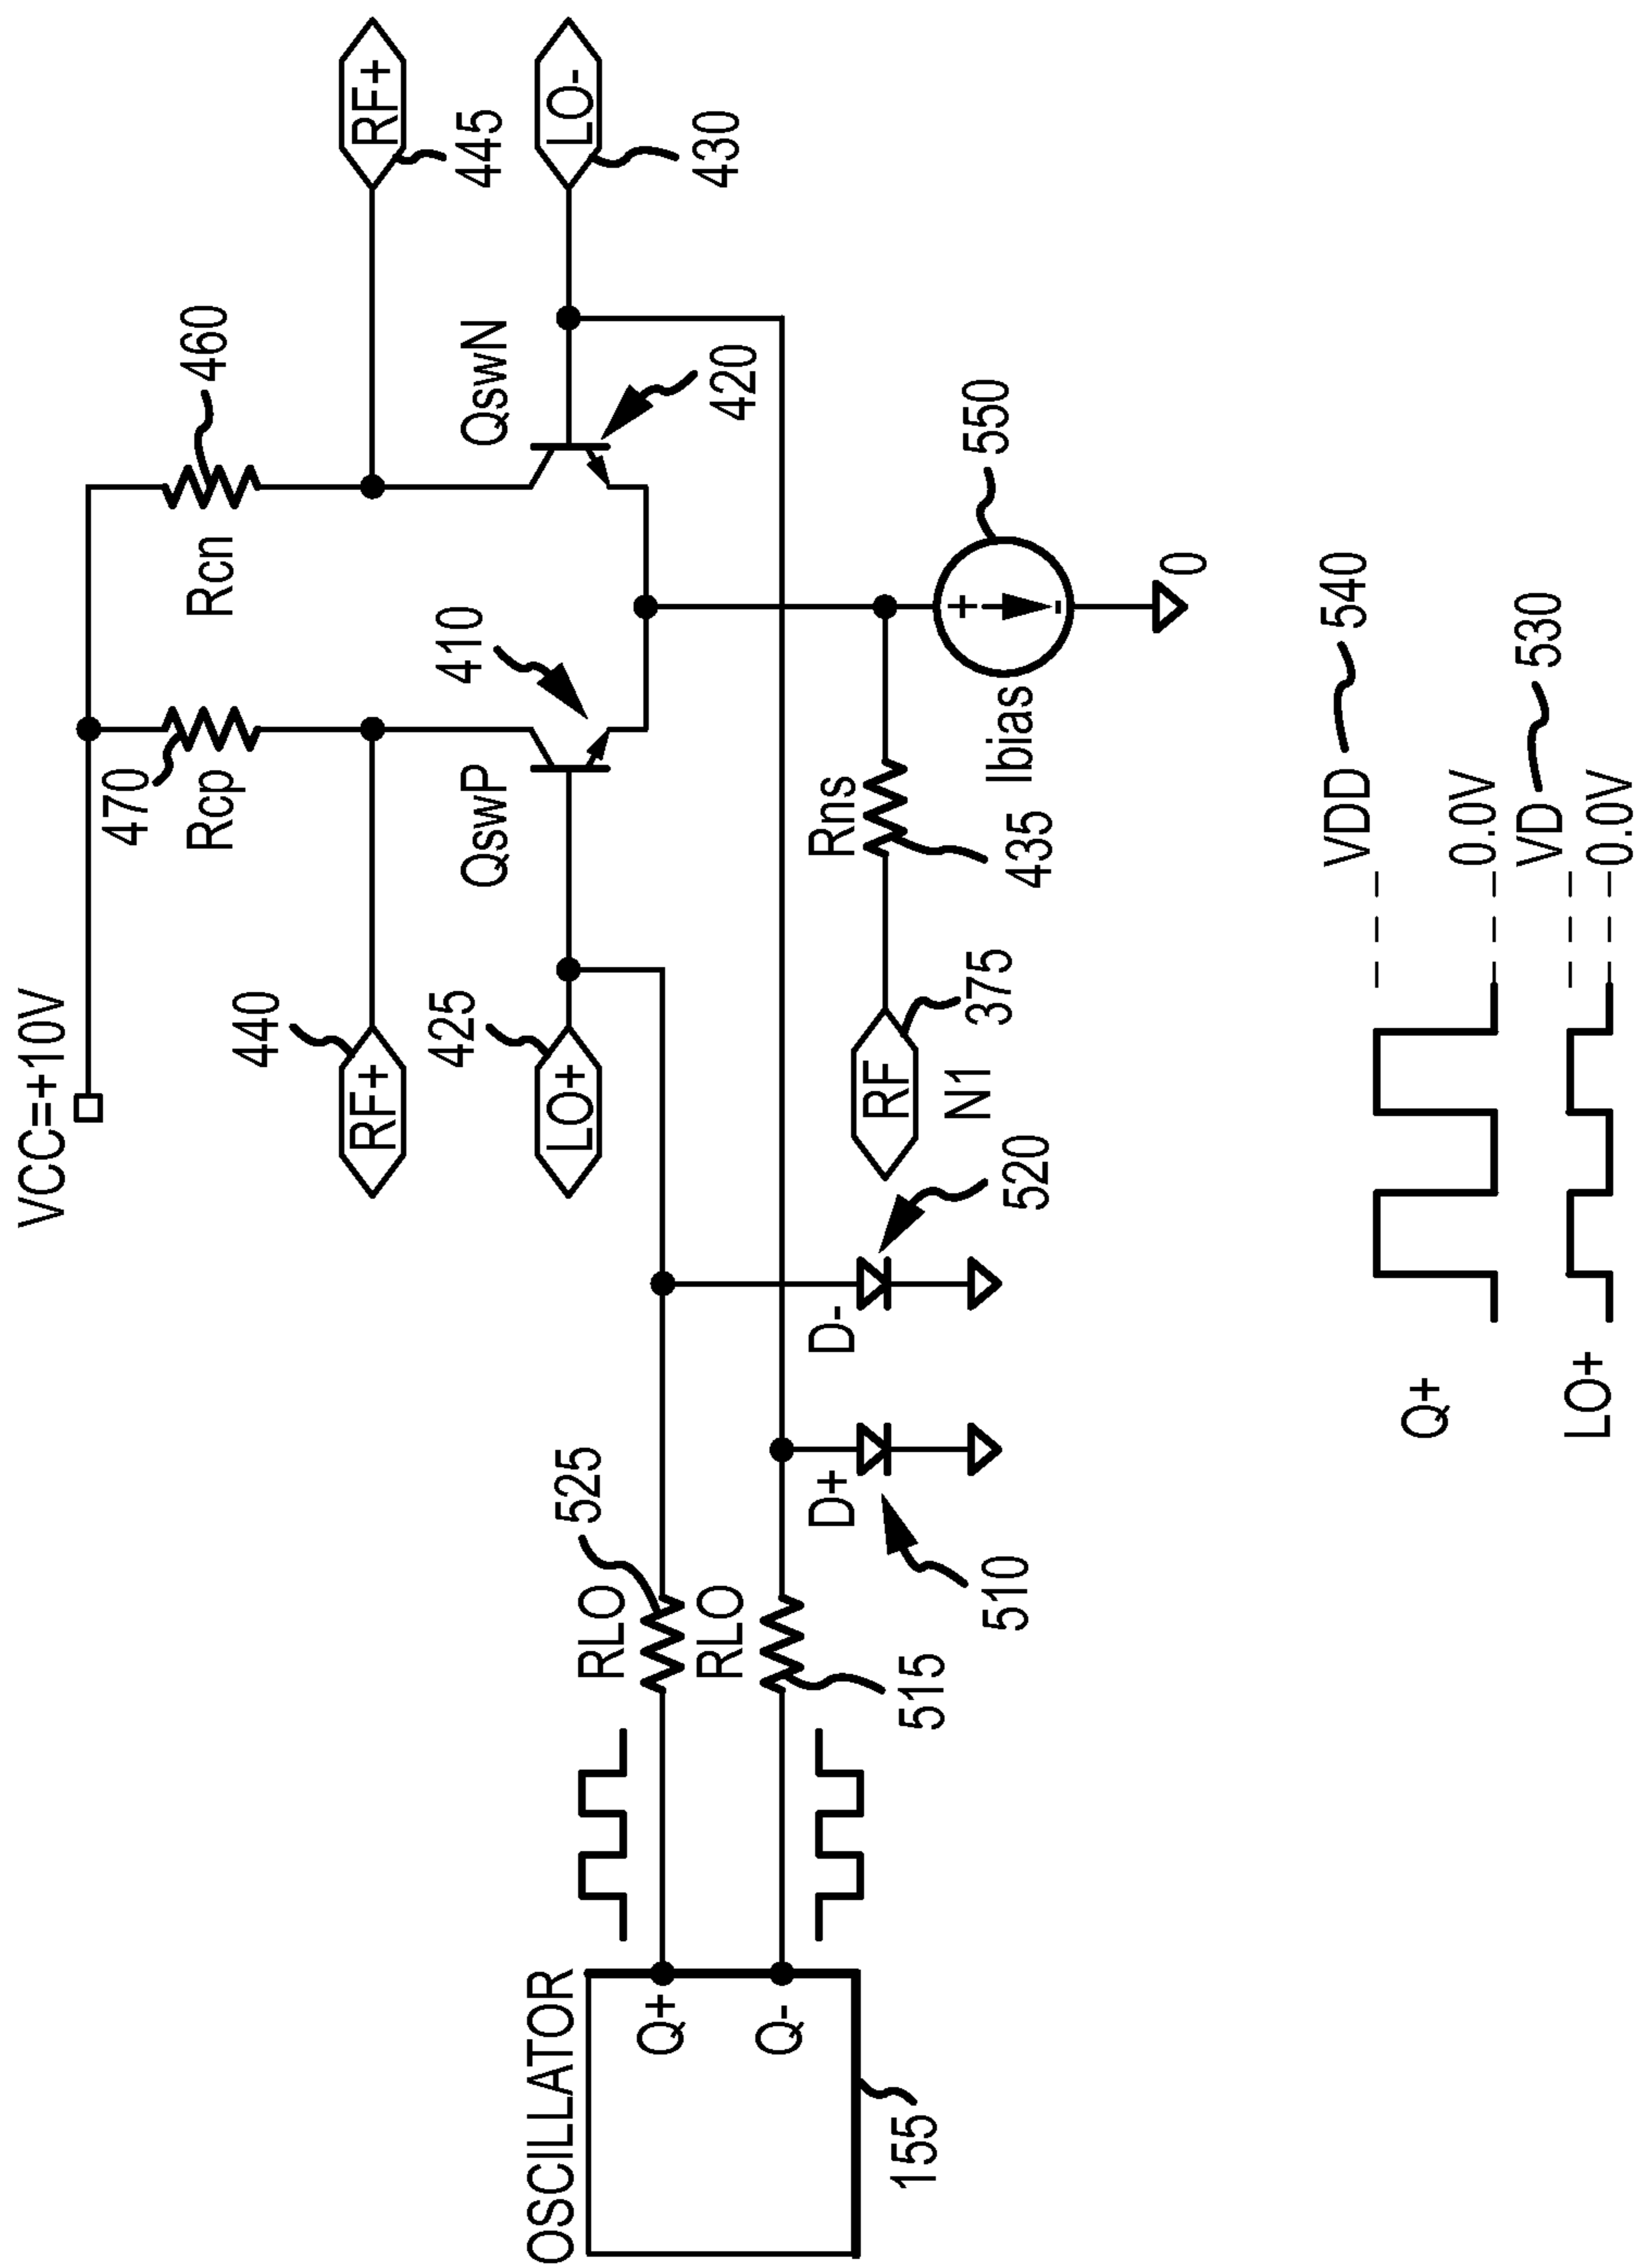 VCC=+10V
470
Rcp
Rcn
460
440
RF+
RF+
445
425
LO+
QswP
410
QswN
420
LO-
430
OSCILLATOR
Q+
Q-
155
RLO
525
RLO
515
D+
510
D-
520
RF
N1
375
Rns
435
Ibias
+
-
550
0
Q+
VDD
540
0.0V
LO+
VD
530
0.0V